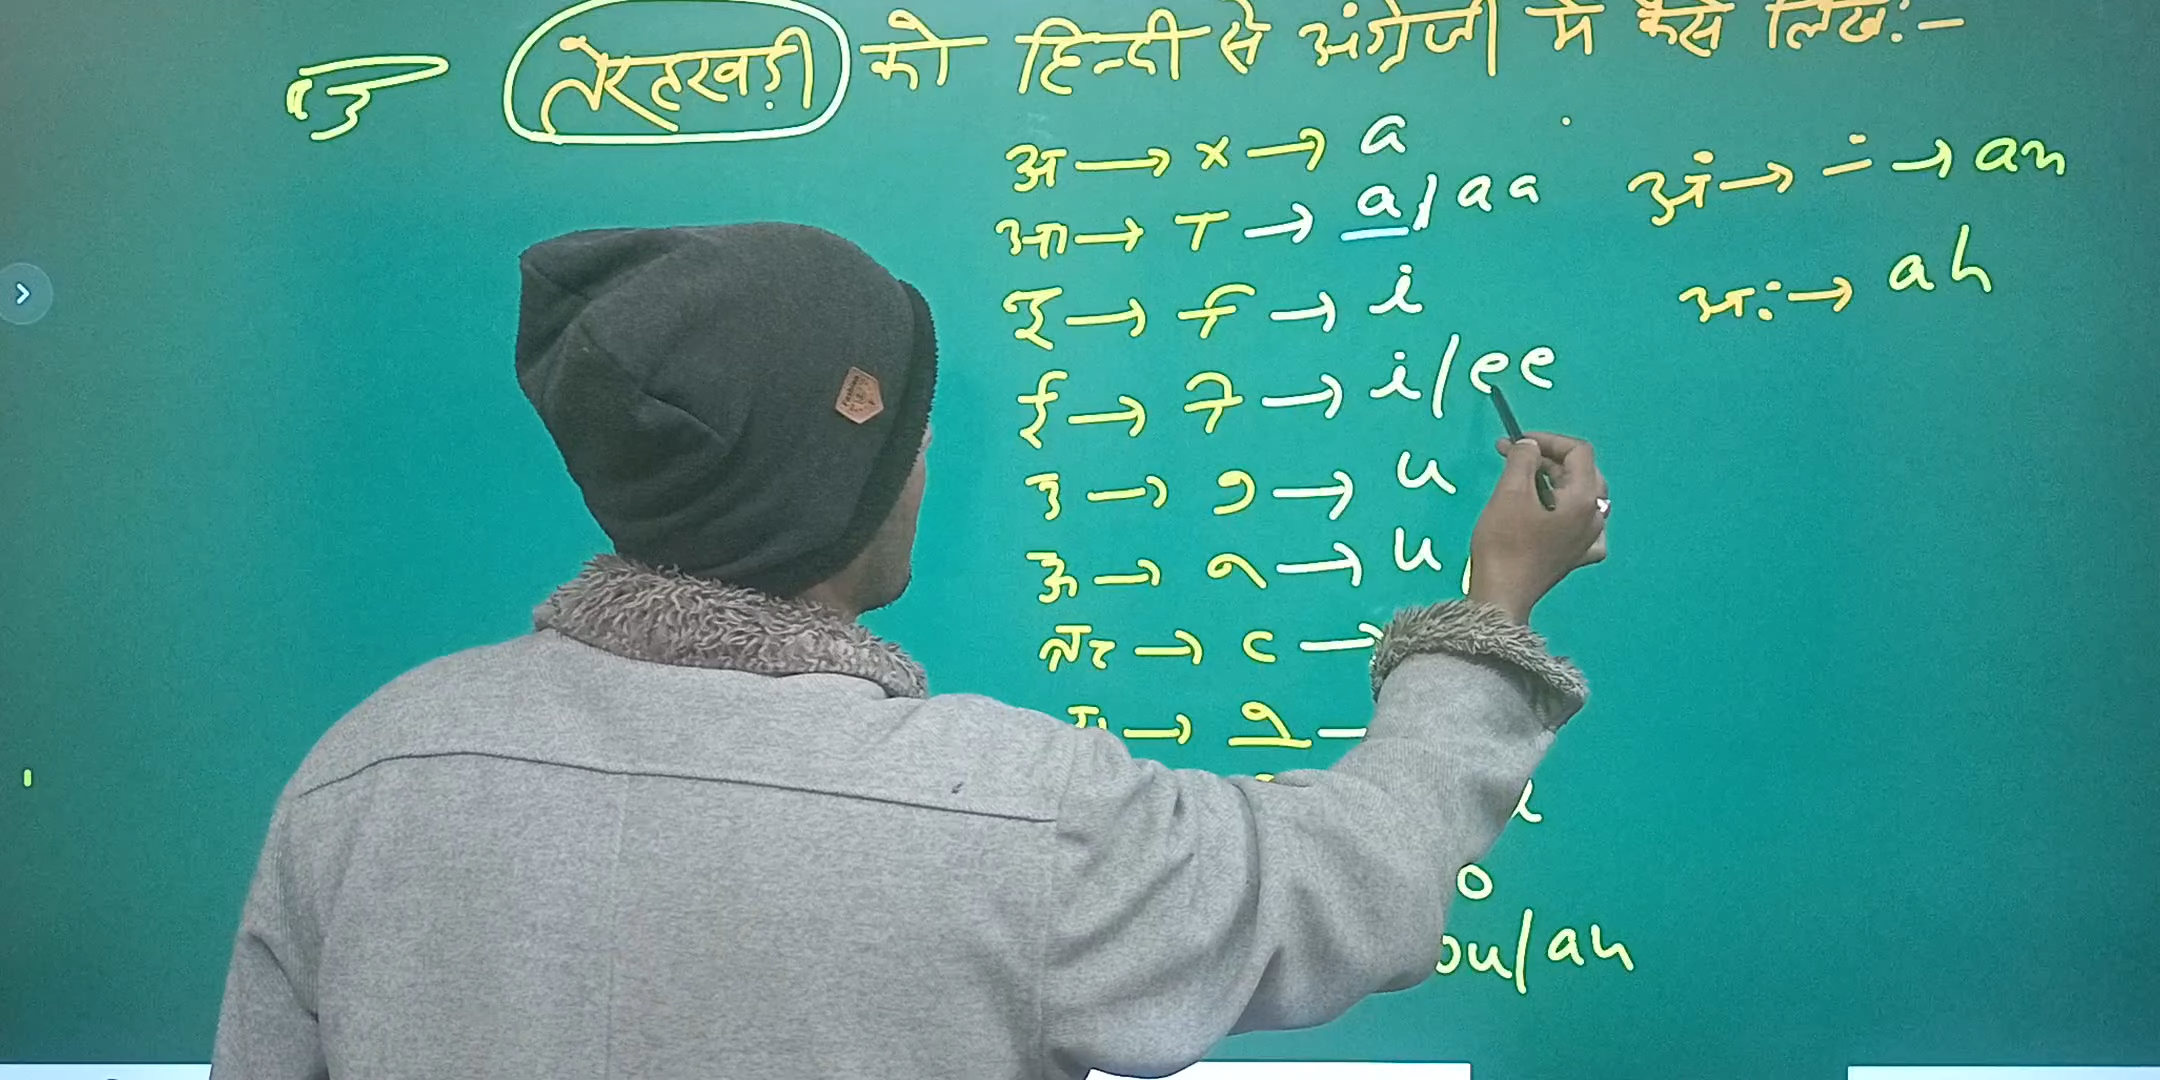 तेरहखड़ी को हिन्दी से अंग्रेजी में कैसे लिखें:-
अ → × → a
आ → ा → a/aa
इ → ि → i
ई → ी → i/ee
उ → ु → u
ऊ → ू → u
ऋ → ृ →
→
o
ou/au
अं → ं → an
अः → ah